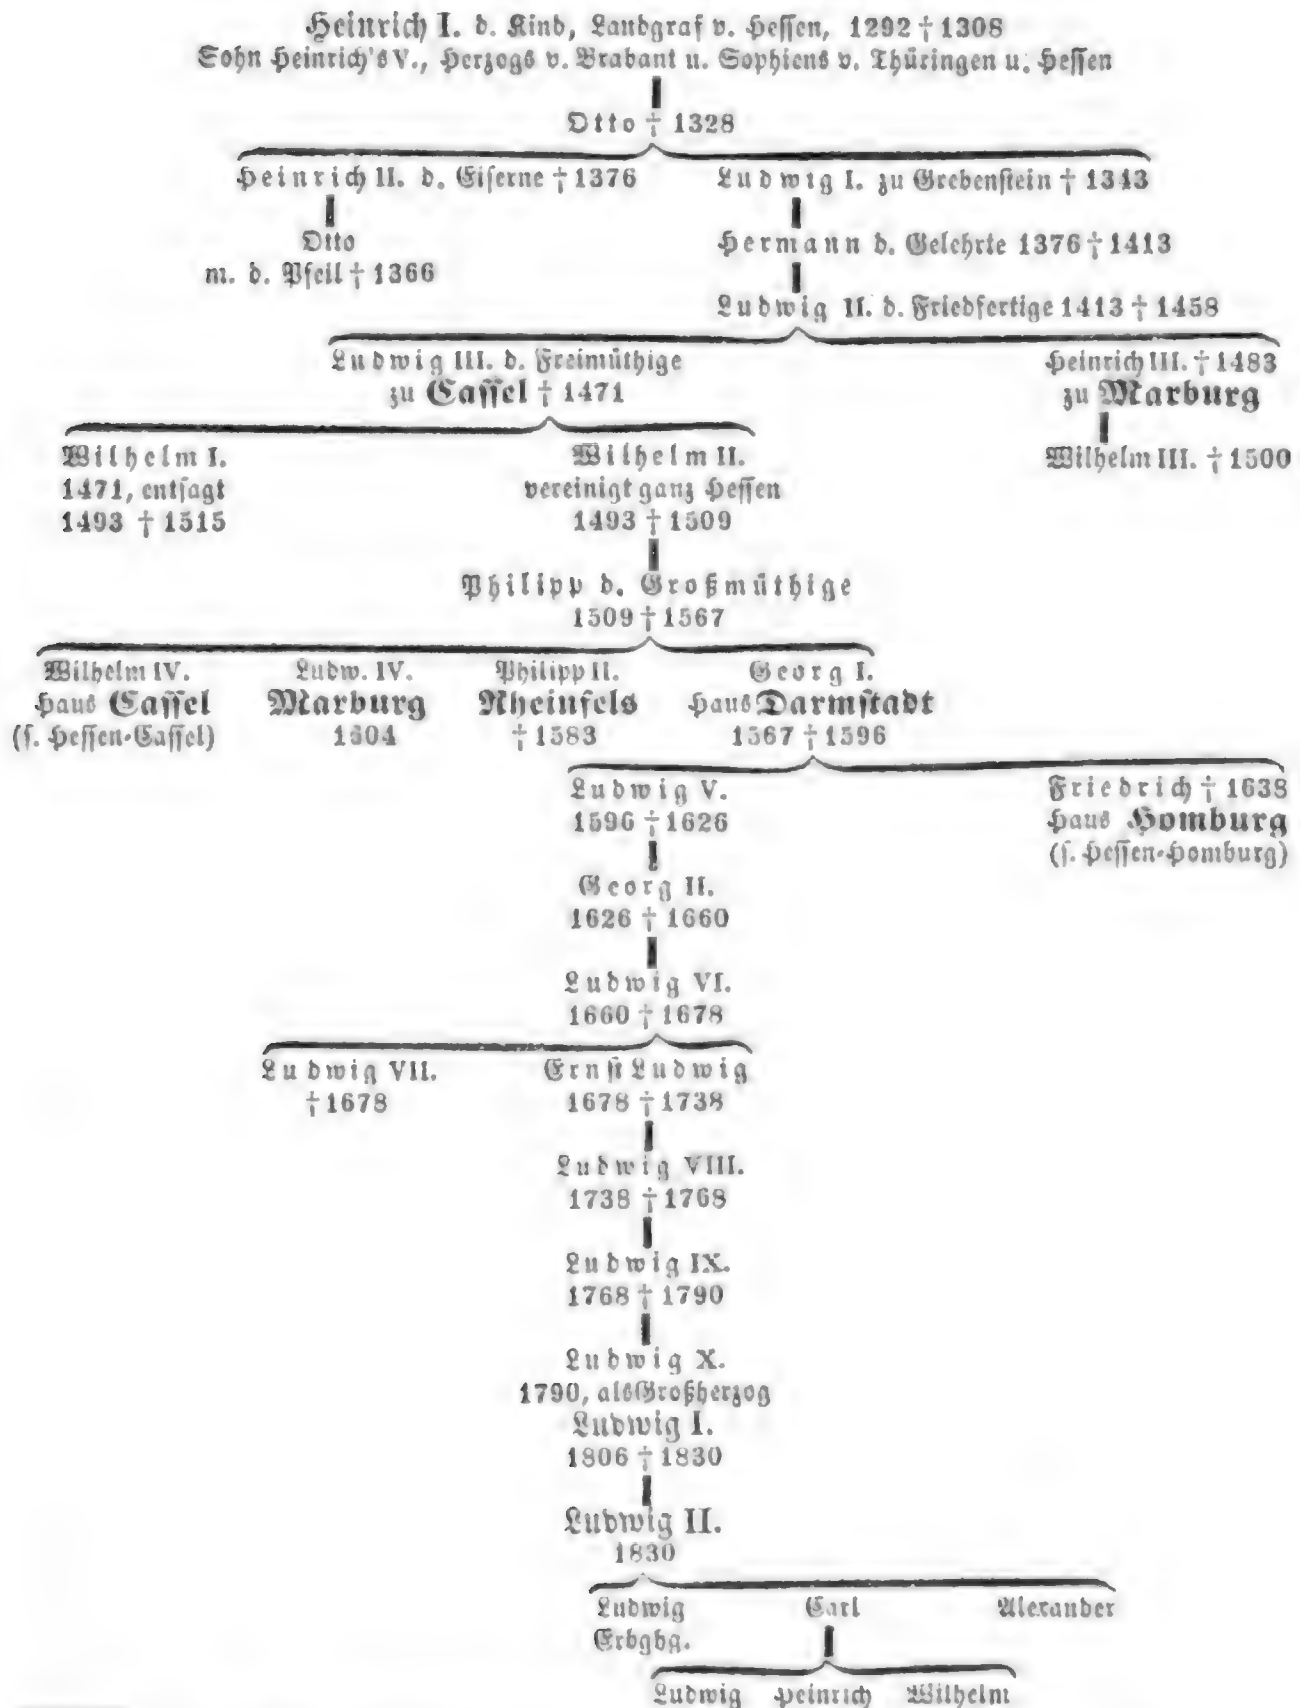 Heinrich I. d. Kind, Landgraf v. Hessen, 1292 † 1308
Sohn Heinrich's V., Herzogs v. Brabant u. Sophiens v. Thüringen u. Hessen
Otto † 1328
Heinrich II. d. Eiserne † 1376
Ludwig I. zu Grebenstein † 1343
Otto
m. d. Pfeil † 1366
Hermann d. Gelehrte 1376 † 1413
Ludwig II. d. Friedfertige 1413 † 1458
Ludwig III. d. Freimüthige
zu Cassel † 1471
Heinrich III. † 1483
zu Marburg
Wilhelm I.
1471, entsagt
1493 † 1515
Wilhelm II.
vereinigt ganz Hessen
1493 † 1509
Wilhelm III. † 1500
Philipp d. Großmüthige
1509 † 1567
Wilhelm IV.
Haus Cassel
(s. Hessen-Cassel)
Ludw. IV.
Marburg
1604
Philipp II.
Rheinfels
† 1583
Georg I.
Haus Darmstadt
1567 † 1596
Ludwig V.
1596 † 1626
Friedrich † 1638
Haus Homburg
(s. Hessen-Homburg)
Georg II.
1626 † 1660
Ludwig VI.
1660 † 1678
Ludwig VII.
† 1678
Ernst Ludwig
1678 † 1738
Ludwig VIII.
1738 † 1768
Ludwig IX.
1768 † 1790
Ludwig X.
1790, als Großherzog
Ludwig I.
1806 † 1830
Ludwig II.
1830
Ludwig
Erbgbg.
Carl
Alexander
Ludwig
Heinrich
Wilhelm